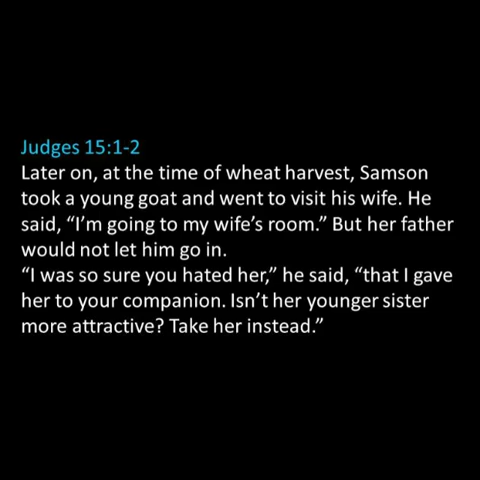 Judges 15:1-2
Later on, at the time of wheat harvest, Samson
took a young goat and went to visit his wife. He
said, “I’m going to my wife’s room.” But her father
would not let him go in.
“I was so sure you hated her,” he said, “that I gave
her to your companion. Isn’t her younger sister
more attractive? Take her instead.”